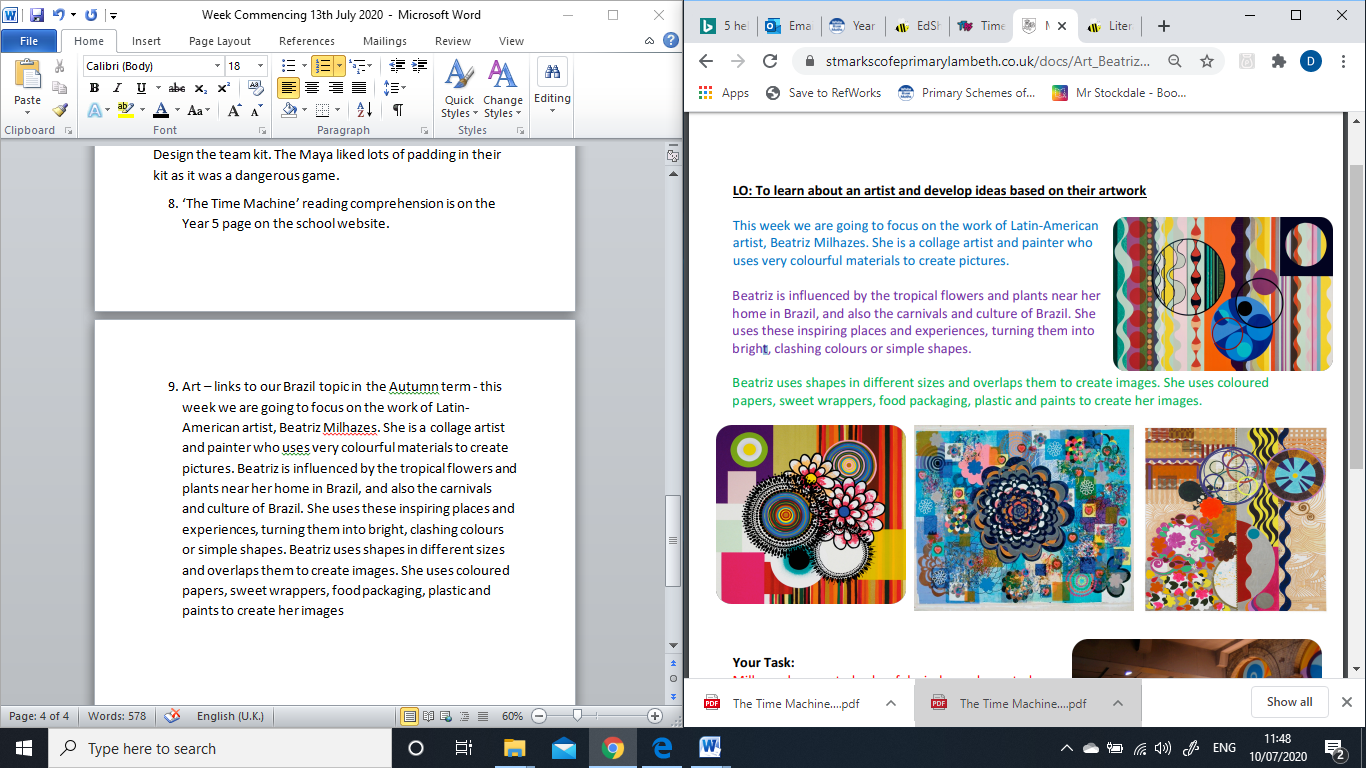 Week Commencing 13th July 2020 - Microsoft Word
File Home Insert Page Layout References Mailings Review View
Calibri (Body) 18
Paste
B I U abc x₂ x²
A ab A Aa A A
Quick Styles
Change Styles
Editing
Clipboard Font Paragraph Styles
Design the team kit. The Maya liked lots of padding in their
kit as it was a dangerous game.
8. ‘The Time Machine’ reading comprehension is on the
Year 5 page on the school website.
9. Art – links to our Brazil topic in the Autumn term - this
week we are going to focus on the work of Latin-
American artist, Beatriz Milhazes. She is a collage artist
and painter who uses very colourful materials to create
pictures. Beatriz is influenced by the tropical flowers and
plants near her home in Brazil, and also the carnivals
and culture of Brazil. She uses these inspiring places and
experiences, turning them into bright, clashing colours
or simple shapes. Beatriz uses shapes in different sizes
and overlaps them to create images. She uses coloured
papers, sweet wrappers, food packaging, plastic and
paints to create her images
Page: 4 of 4 Words: 578 English (U.K.) 60%
5 hel Ema Year EdSh Time M Liter
stmarkscofeprimarylambeth.co.uk/docs/Art_Beatriz... D
Apps Save to RefWorks Primary Schemes of... Mr Stockdale - Boo...
LO: To learn about an artist and develop ideas based on their artwork
This week we are going to focus on the work of Latin-American
artist, Beatriz Milhazes. She is a collage artist and painter who
uses very colourful materials to create pictures.
Beatriz is influenced by the tropical flowers and plants near her
home in Brazil, and also the carnivals and culture of Brazil. She
uses these inspiring places and experiences, turning them into
bright, clashing colours or simple shapes.
Beatriz uses shapes in different sizes and overlaps them to create images. She uses coloured
papers, sweet wrappers, food packaging, plastic and paints to create her images.
Your Task:
PDF The Time Machine....pdf
PDF The Time Machine....pdf
Show all
Type here to search
ENG
11:48
10/07/2020
2